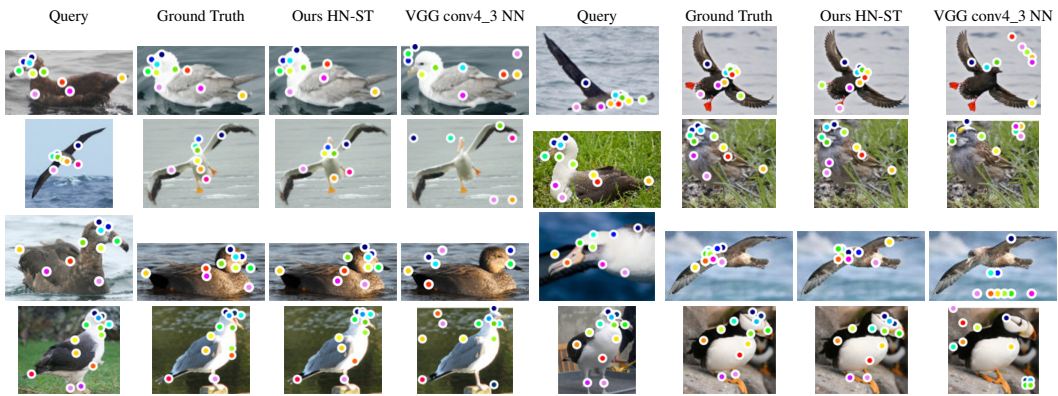 Query Ground Truth Ours HN-ST VGG conv4_3 NN Query Ground Truth Ours HN-ST VGG conv4_3 NN